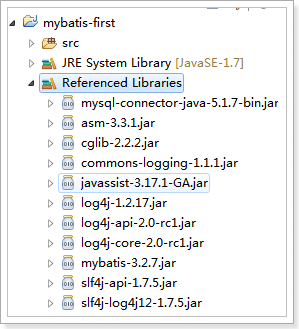 mybatis-first
src
JRE System Library [JavaSE-1.7]
Referenced Libraries
mysql-connector-java-5.1.7-bin.jar
asm-3.3.1.jar
cglib-2.2.2.jar
commons-logging-1.1.1.jar
javassist-3.17.1-GA.jar
log4j-1.2.17.jar
log4j-api-2.0-rc1.jar
log4j-core-2.0-rc1.jar
mybatis-3.2.7.jar
slf4j-api-1.7.5.jar
slf4j-log4j12-1.7.5.jar